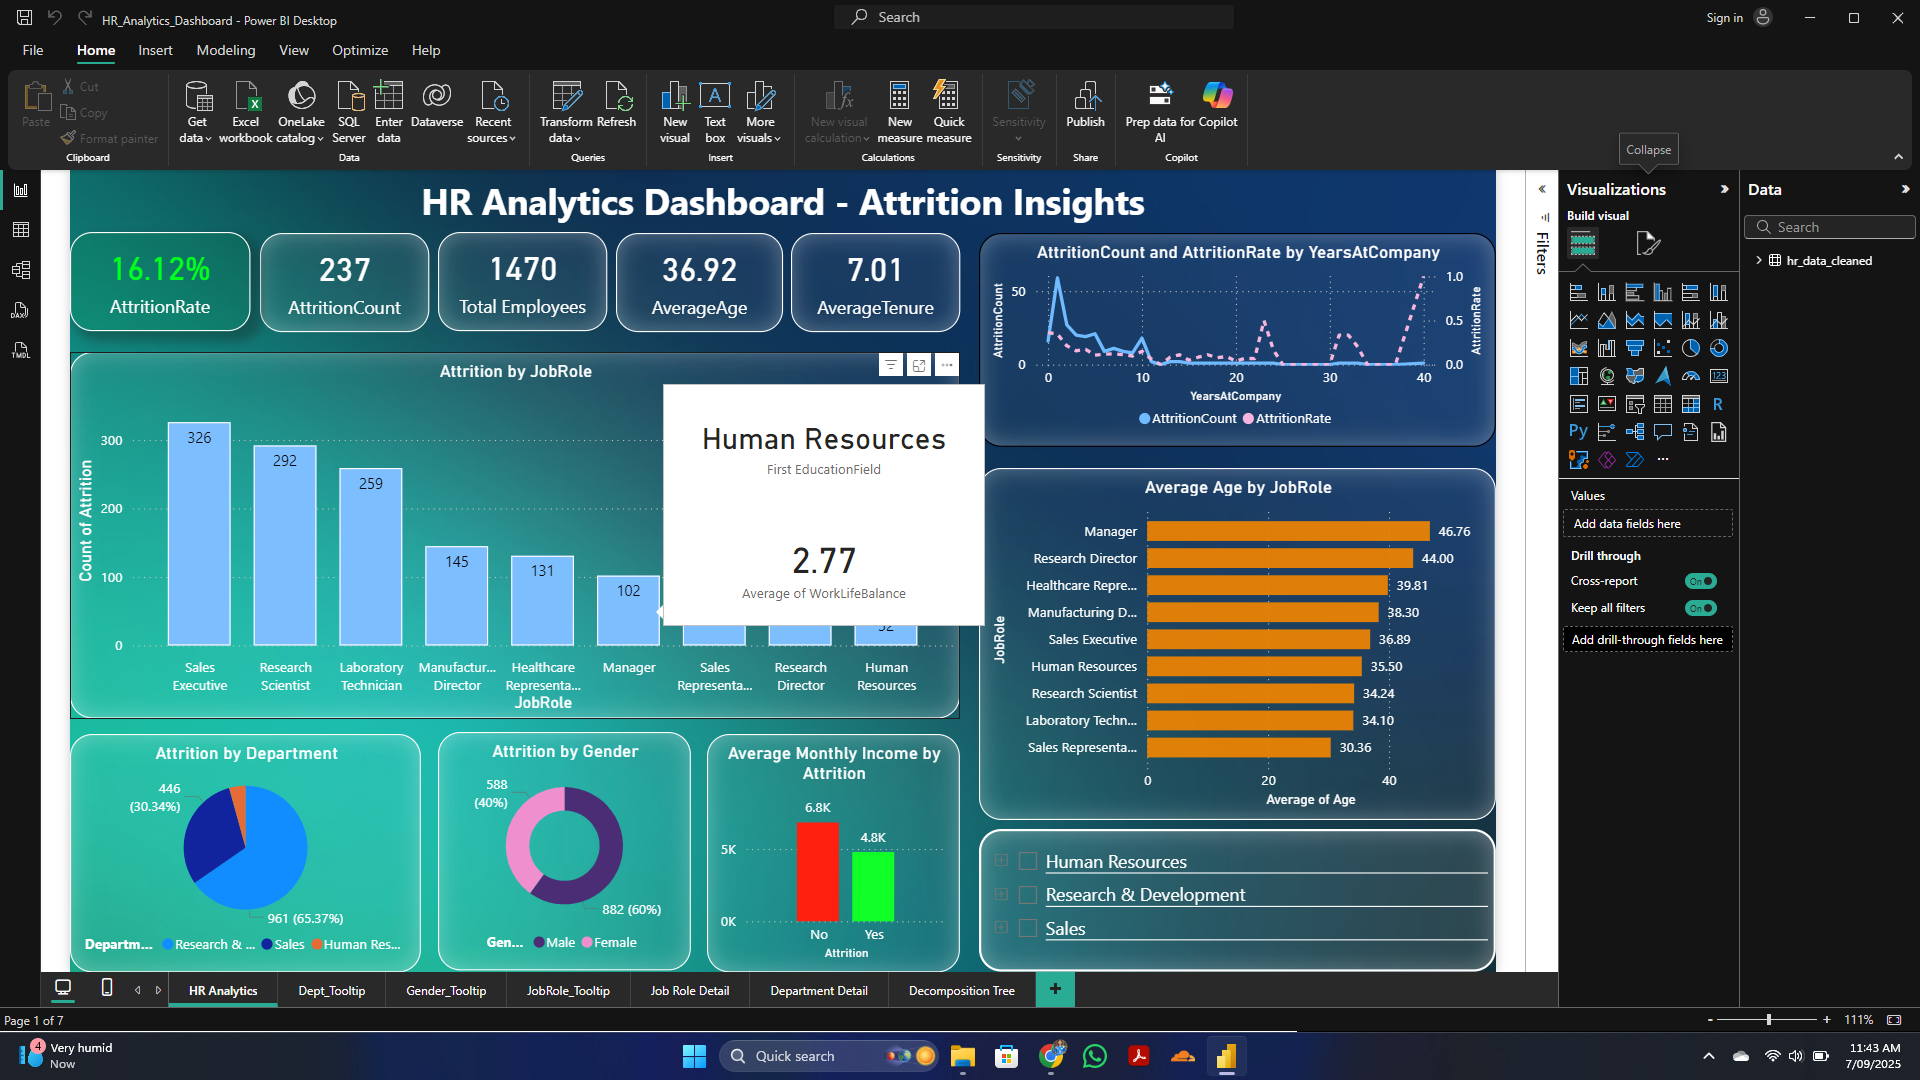 HR_Analytics_Dashboard - Power BI Desktop
Search
Sign in
File
Home
Insert
Modeling
View
Optimize
Help
Paste
Cut
Copy
Format painter
Clipboard
Get data
Excel workbook
OneLake catalog
SQL Server
Enter data
Dataverse
Recent sources
Data
Transform data
Refresh
Queries
New visual
Text box
More visuals
Insert
New visual calculation
New measure
Quick measure
Calculations
Sensitivity
Sensitivity
Publish
Share
Prep data for AI
Copilot
Copilot
Collapse
HR Analytics Dashboard - Attrition Insights
16.12%
AttritionRate
237
AttritionCount
1470
Total Employees
36.92
AverageAge
7.01
AverageTenure
AttritionCount and AttritionRate by YearsAtCompany
AttritionCount
50
0
1.0
0.5
0.0
AttritionRate
0 10 20 30 40
YearsAtCompany
AttritionCount AttritionRate
Attrition by JobRole
Count of Attrition
300
200
100
0
326
292
259
145
131
102
52
Sales Executive
Research Scientist
Laboratory Technician
Manufactur... Director
Healthcare Representa...
Manager
Sales Representa...
Research Director
Human Resources
JobRole
Human Resources
First EducationField
2.77
Average of WorkLifeBalance
Average Age by JobRole
JobRole
Manager 46.76
Research Director 44.00
Healthcare Repre... 39.81
Manufacturing D... 38.30
Sales Executive 36.89
Human Resources 35.50
Research Scientist 34.24
Laboratory Techn... 34.10
Sales Representa... 30.36
0 20 40
Average of Age
Attrition by Department
446
(30.34%)
961 (65.37%)
Departm... Research & ... Sales Human Res...
Attrition by Gender
588
(40%)
882 (60%)
Gen... Male Female
Average Monthly Income by
Attrition
6.8K
4.8K
5K
0K
No Yes
Attrition
Human Resources
Research & Development
Sales
Filters
Visualizations
Build visual
123
R
Py
Values
Add data fields here
Drill through
Cross-report
On
Keep all filters
On
Add drill-through fields here
Data
Search
hr_data_cleaned
DAX
TMDL
HR Analytics
Dept_Tooltip
Gender_Tooltip
JobRole_Tooltip
Job Role Detail
Department Detail
Decomposition Tree
+
Page 1 of 7
- + 111%
4
Very humid
Now
Quick search
11:43 AM
7/09/2025